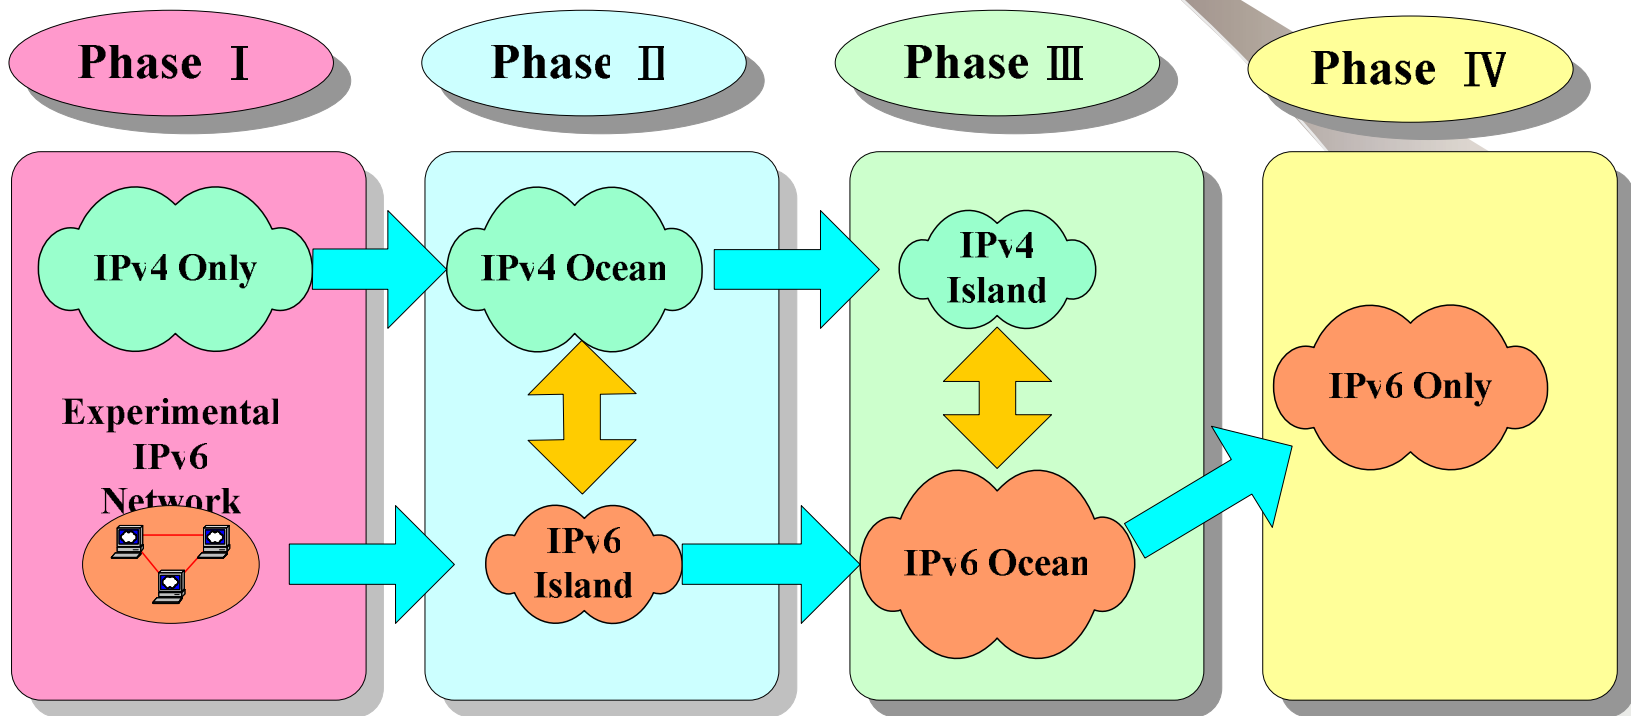 Phase Ⅰ
Phase Ⅱ
Phase Ⅲ
Phase Ⅳ
IPv4 Only
Experimental
IPv6
Network
IPv4 Ocean
IPv6
Island
IPv4
Island
IPv6 Ocean
IPv6 Only